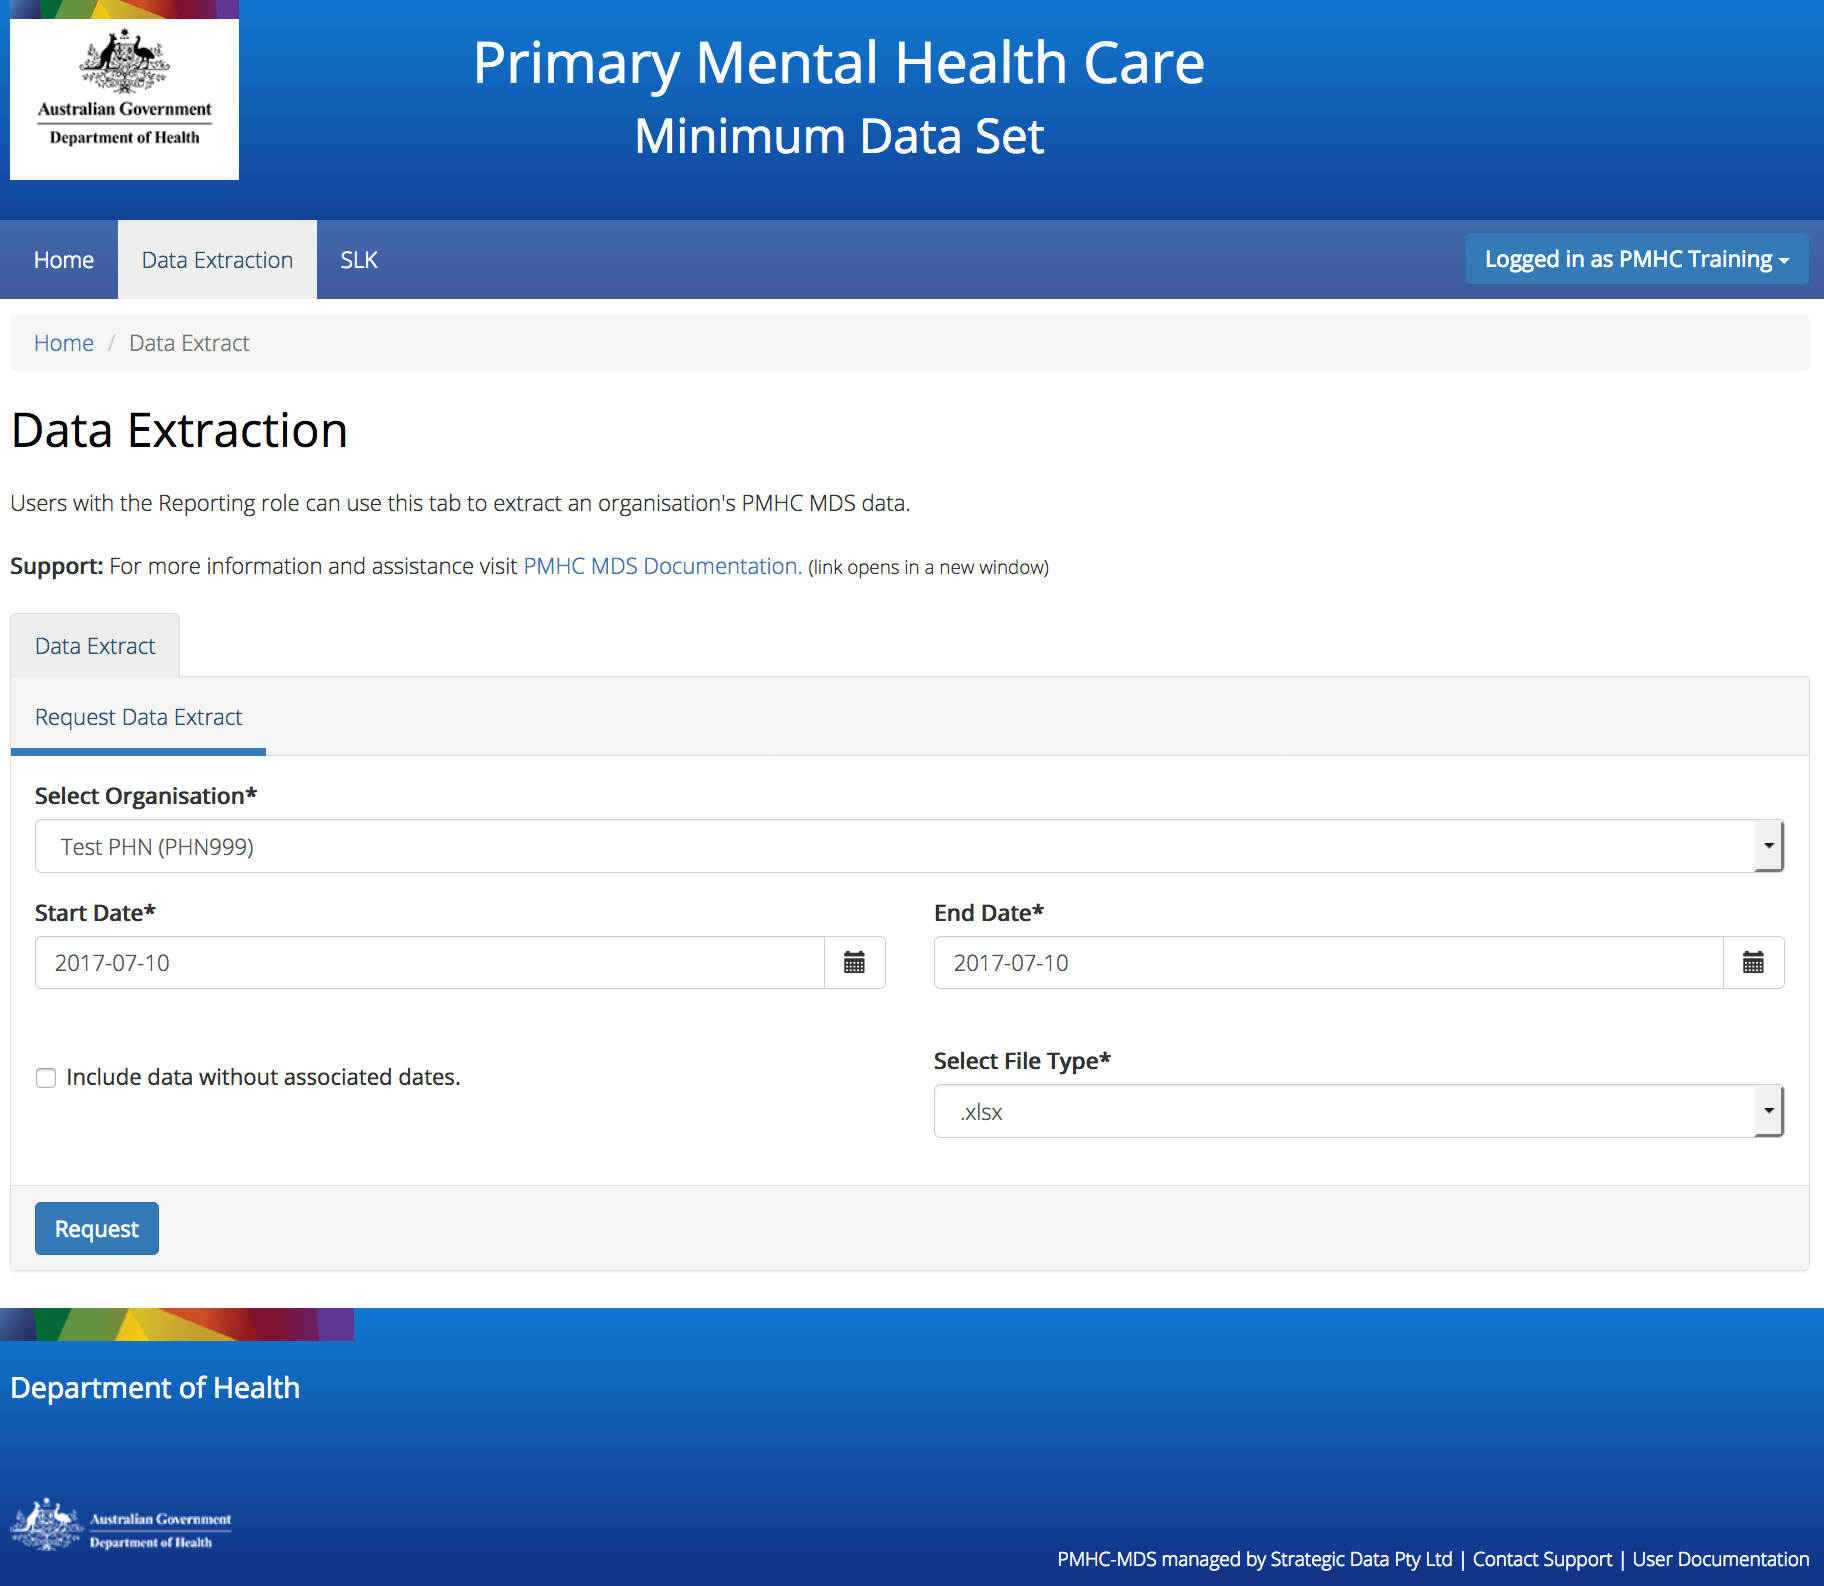 Australian Government
Department of Health
Primary Mental Health Care
Minimum Data Set
Home
Data Extraction
SLK
Logged in as PMHC Training
Home / Data Extract
Data Extraction
Users with the Reporting role can use this tab to extract an organisation's PMHC MDS data.
Support: For more information and assistance visit PMHC MDS Documentation. (link opens in a new window)
Data Extract
Request Data Extract
Select Organisation*
Test PHN (PHN999)
Start Date*
End Date*
2017-07-10
2017-07-10
Select File Type*
Include data without associated dates.
.xlsx
Request
Department of Health
Australian Government
Department of Health
PMHC-MDS managed by Strategic Data Pty Ltd | Contact Support | User Documentation